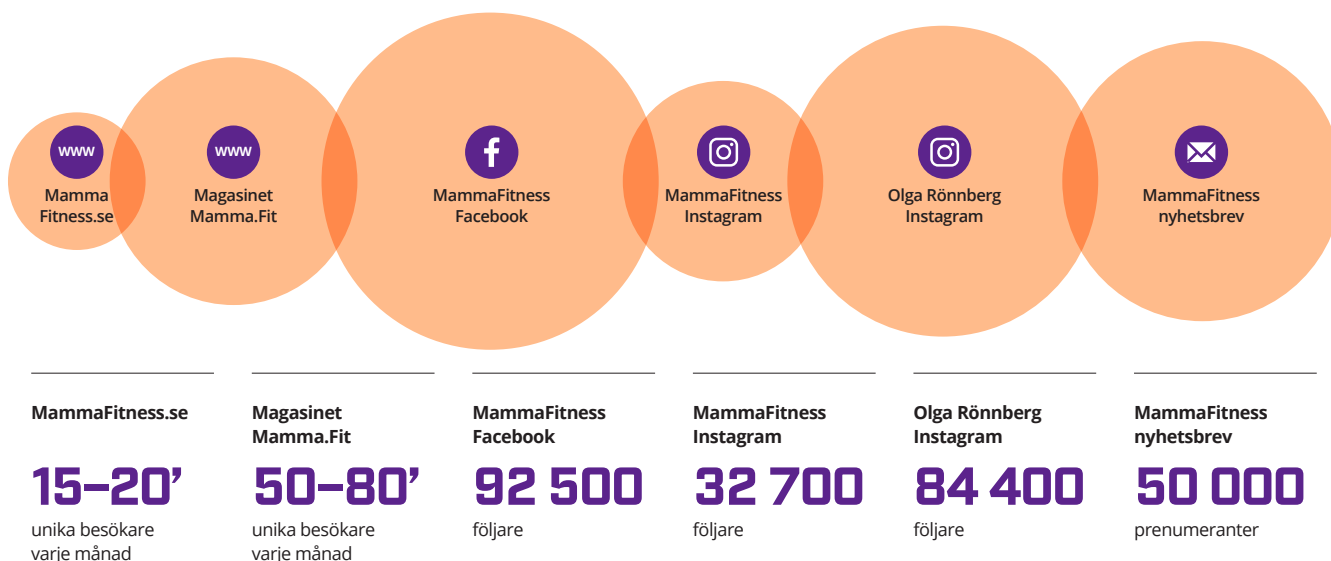 www
Mamma
Fitness.se
www
Magasinet
Mamma.Fit
MammaFitness
Facebook
MammaFitness
Instagram
Olga Rönnberg
Instagram
MammaFitness
nyhetsbrev
MammaFitness.se
15–20’
unika besökare
varje månad
Magasinet
Mamma.Fit
50–80’
unika besökare
varje månad
MammaFitness
Facebook
92 500
följare
MammaFitness
Instagram
32 700
följare
Olga Rönnberg
Instagram
84 400
följare
MammaFitness
nyhetsbrev
50 000
prenumeranter